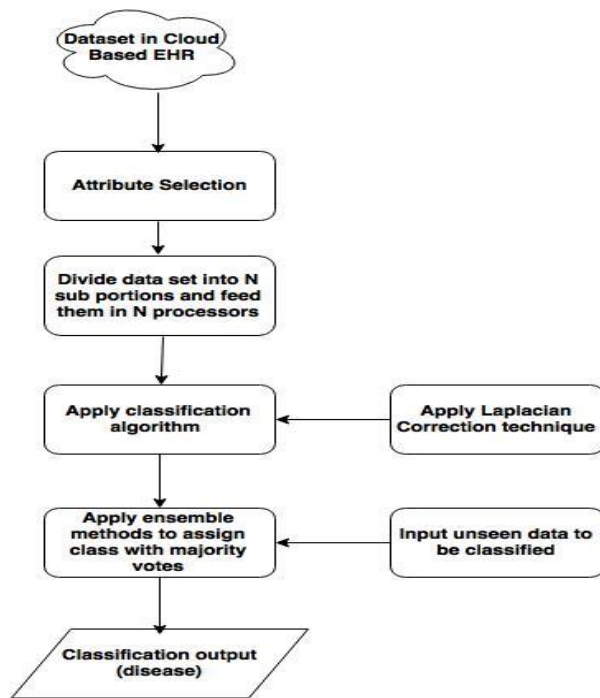 Dataset in Cloud
Based EHR
Attribute Selection
Divide data set into N
sub portions and feed
them in N processors
Apply classification
algorithm
Apply Laplacian
Correction technique
Apply ensemble
methods to assign
class with majority
votes
Input unseen data to
be classified
Classification output
(disease)